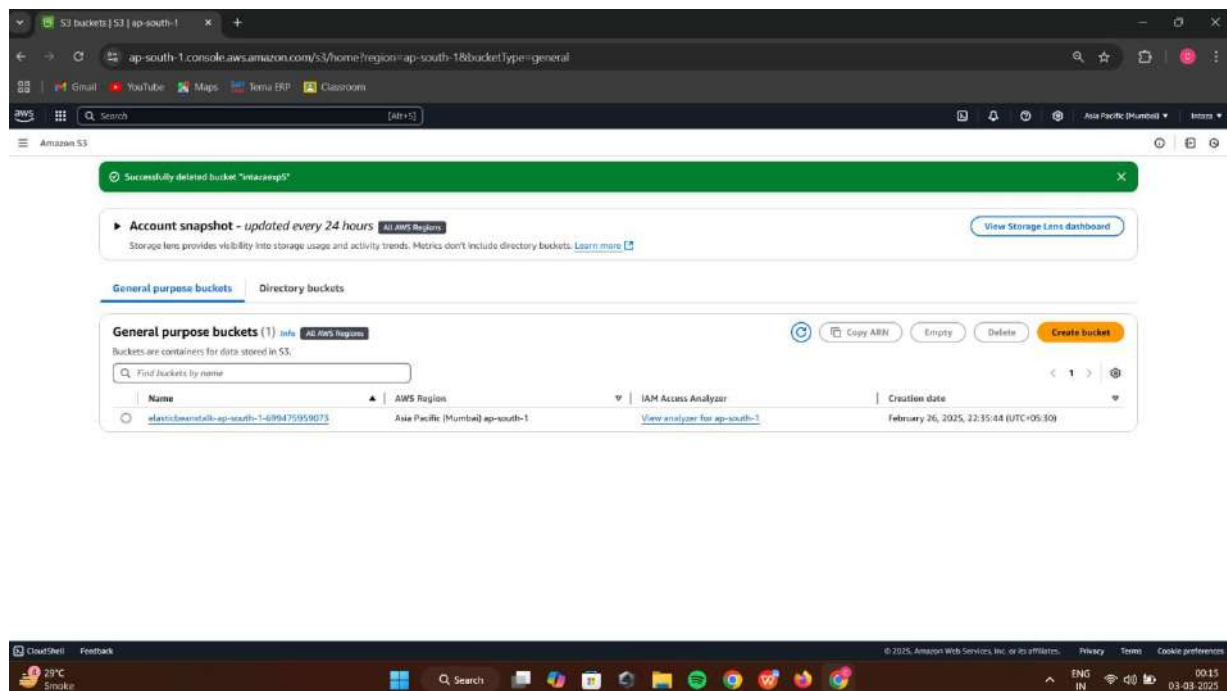 S3 buckets | S3 | ap-south-1
ap-south-1.console.aws.amazon.com/s3/home?region=ap-south-1&bucketType=general
Gmail YouTube Maps Terna ERP Classroom
aws Search [Alt+S] Asia Pacific (Mumbai) Intaza
Amazon S3
Successfully deleted bucket "intazaexp5"
Account snapshot - updated every 24 hours All AWS Regions View Storage Lens dashboard
Storage lens provides visibility into storage usage and activity trends. Metrics don't include directory buckets. Learn more
General purpose buckets Directory buckets
General purpose buckets (1) Info All AWS Regions Copy ARN Empty Delete Create bucket
Buckets are containers for data stored in S3.
Find buckets by name 1
Name AWS Region IAM Access Analyzer Creation date
elasticbeanstalk-ap-south-1-699475959073 Asia Pacific (Mumbai) ap-south-1 View analyzer for ap-south-1 February 26, 2025, 22:35:44 (UTC+05:30)
CloudShell Feedback © 2025, Amazon Web Services, Inc. or its affiliates. Privacy Terms Cookie preferences
29°C Smoke Search ENG IN 00:15 03-03-2025